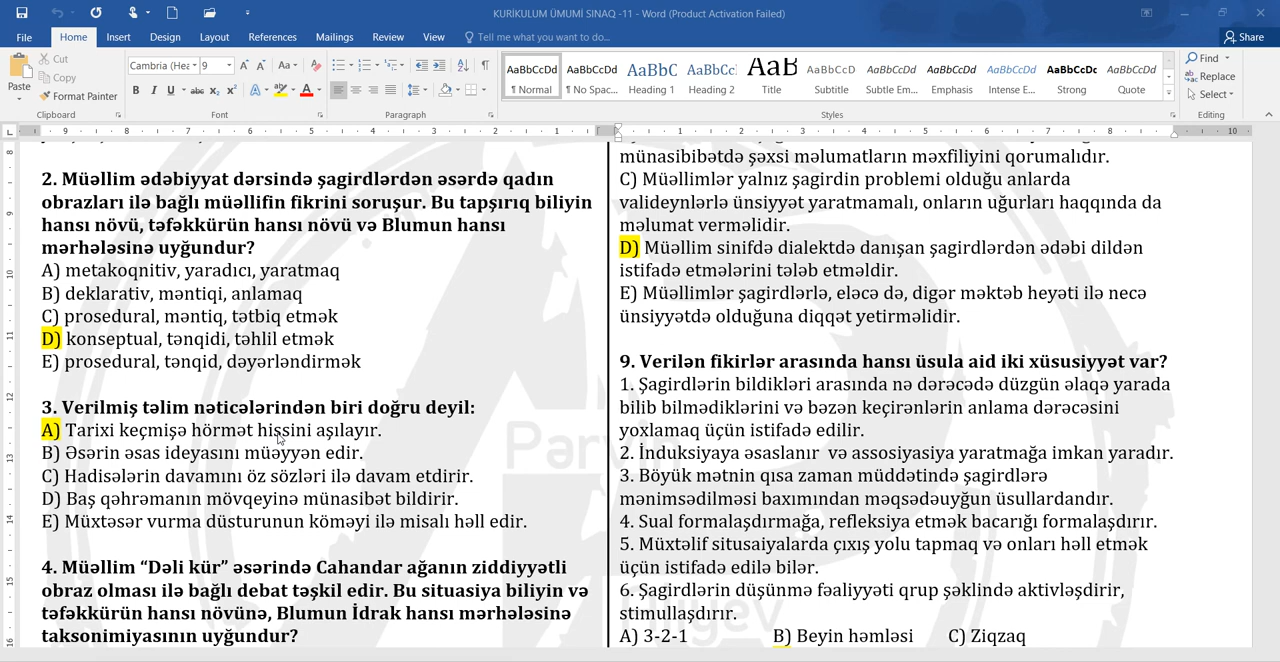 KURİKULUM ÜMUMİ SINAQ -11 - Word (Product Activation Failed)
File Home Insert Design Layout References Mailings Review View Tell me what you want to do... Share
Paste
Cut
Copy
Format Painter
Clipboard
Cambria (Hea 9
Font
Paragraph
AaBbCcDd ¶ Normal
AaBbCcDd ¶ No Spac...
AaBbC Heading 1
AaBbCc Heading 2
AaB Title
AaBbCcD Subtitle
AaBbCcDd Subtle Em...
AaBbCcDd Emphasis
AaBbCcDd Intense E...
AaBbCcDc Strong
AaBbCcDd Quote
Styles
Find
Replace
Select
Editing
2. Müəllim ədəbiyyat dərsində şagirdlərdən əsərdə qadın
obrazları ilə bağlı müəllifin fikrini soruşur. Bu tapşırıq biliyin
hansı növü, təfəkkürün hansı növü və Blumun hansı
mərhələsinə uyğundur?
A) metakoqnitiv, yaradıcı, yaratmaq
B) deklarativ, məntiqi, anlamaq
C) prosedural, məntiq, tətbiq etmək
D) konseptual, tənqidi, təhlil etmək
E) prosedural, tənqid, dəyərləndirmək
3. Verilmiş təlim nəticələrindən biri doğru deyil:
A) Tarixi keçmişə hörmət hissini aşılayır.
B) Əsərin əsas ideyasını müəyyən edir.
C) Hadisələrin davamını öz sözləri ilə davam etdirir.
D) Baş qəhrəmanın mövqeyinə münasibət bildirir.
E) Müxtəsər vurma düsturunun köməyi ilə misalı həll edir.
4. Müəllim “Dəli kür” əsərində Cahandar ağanın ziddiyyətli
obraz olması ilə bağlı debat təşkil edir. Bu situasiya biliyin və
təfəkkürün hansı növünə, Blumun İdrak hansı mərhələsinə
taksonimiyasının uyğundur?
münasibibətdə şəxsi məlumatların məxfiliyini qorumalıdır.
C) Müəllimlər yalnız şagirdin problemi olduğu anlarda
valideynlərlə ünsiyyət yaratmamalı, onların uğurları haqqında da
məlumat verməlidir.
D) Müəllim sinifdə dialektdə danışan şagirdlərdən ədəbi dildən
istifadə etmələrini tələb etməldir.
E) Müəllimlər şagirdlərlə, eləcə də, digər məktəb heyəti ilə necə
ünsiyyətdə olduğuna diqqət yetirməlidir.
9. Verilən fikirlər arasında hansı üsula aid iki xüsusiyyət var?
1. Şagirdlərin bildikləri arasında nə dərəcədə düzgün əlaqə yarada
bilib bilmədiklərini və bəzən keçirənlərin anlama dərəcəsini
yoxlamaq üçün istifadə edilir.
2. İnduksiyaya əsaslanır və assosiasiya yaratmağa imkan yaradır.
3. Böyük mətnin qısa zaman müddətində şagirdlərə
mənimsədilməsi baxımından məqsədəuyğun üsullardandır.
4. Sual formalaşdırmağa, refleksiya etmək bacarığı formalaşdırır.
5. Müxtəlif situsaiyalarda çıxış yolu tapmaq və onları həll etmək
üçün istifadə edilə bilər.
6. Şagirdlərin düşünmə fəaliyyəti qrup şəklində aktivləşdirir,
stimullaşdırır.
A) 3-2-1 B) Beyin həmləsi C) Ziqzaq